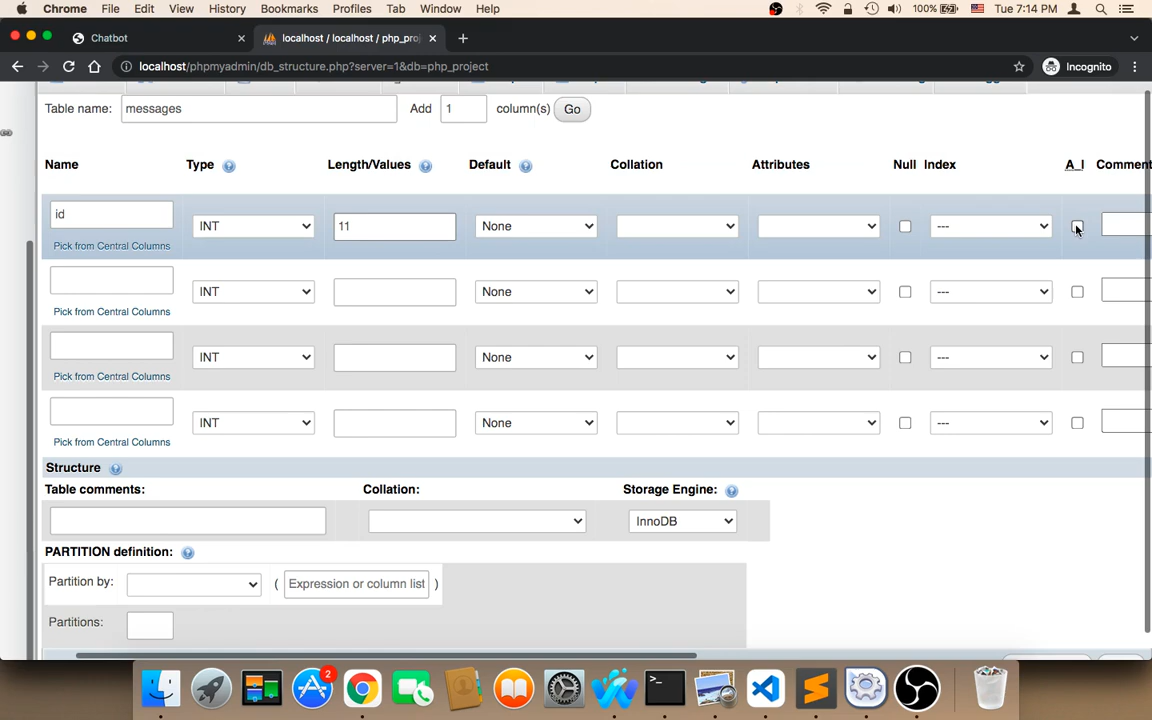 Chrome File Edit View History Bookmarks Profiles Tab Window Help 100% Tue 7:14 PM
Chatbot localhost / localhost / php_pro
localhost/phpmyadmin/db_structure.php?server=1&db=php_project Incognito
Table name: messages Add 1 column(s) Go
Name Type Length/Values Default Collation Attributes Null Index A_I Comment
id INT 11 None ---
Pick from Central Columns
INT None ---
Pick from Central Columns
INT None ---
Pick from Central Columns
INT None ---
Pick from Central Columns
Structure
Table comments: Collation: Storage Engine:
InnoDB
PARTITION definition:
Partition by: ( Expression or column list )
Partitions:
2